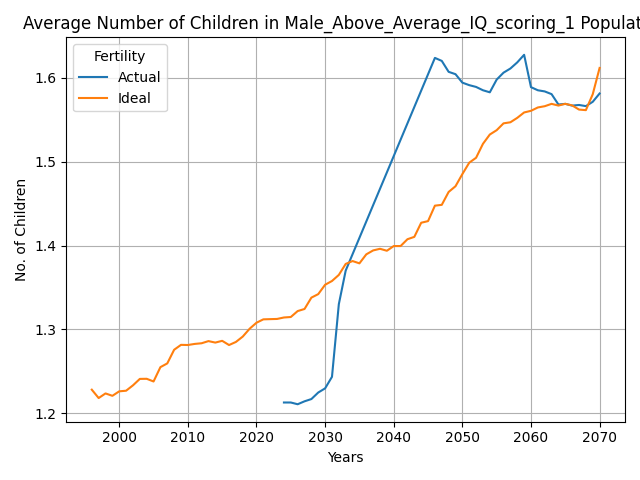 Average Number of Children in Male_Above_Average_IQ_scoring_1 Populat
Fertility
Actual
Ideal
No. of Children
1.6
1.5
1.4
1.3
1.2
2000 2010 2020 2030 2040 2050 2060 2070
Years